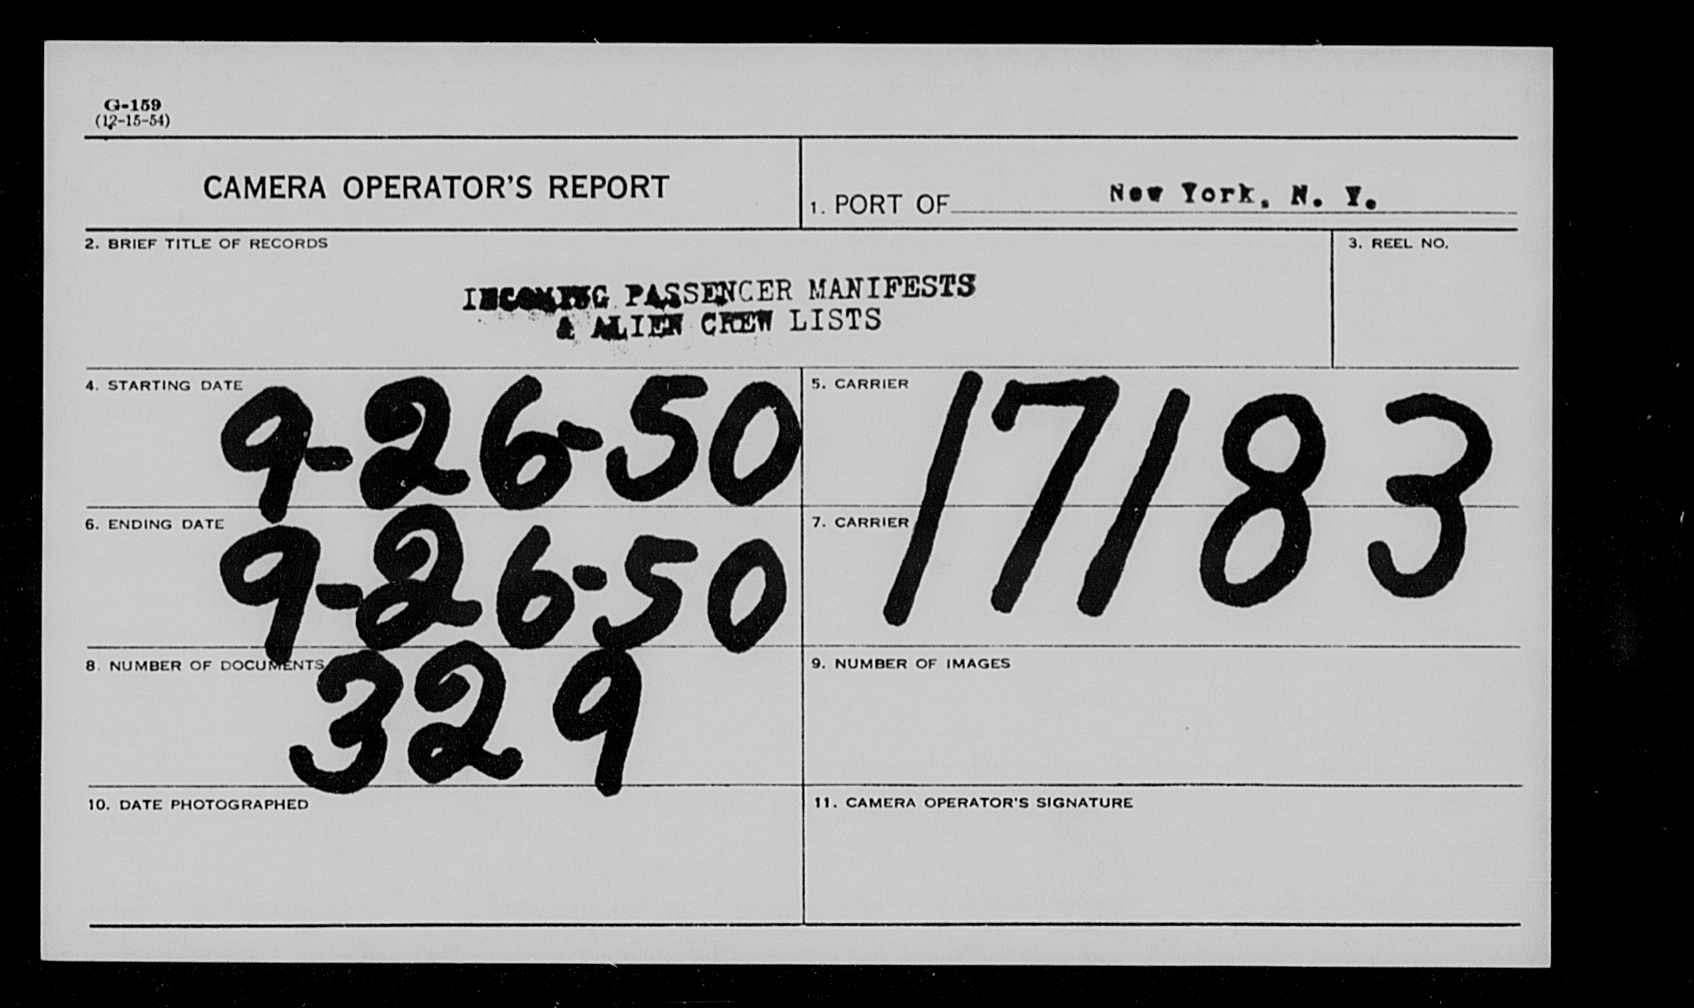 G-159
(12-15-54)
CAMERA OPERATOR'S REPORT
1. PORT OF New York, N. Y.
2. BRIEF TITLE OF RECORDS
3. REEL NO.
INCOMING PASSENGER MANIFESTS
& ALIEN CREW LISTS
4. STARTING DATE 9-26-50
5. CARRIER
17183
6. ENDING DATE 9-26-50
7. CARRIER
8. NUMBER OF DOCUMENTS 329
9. NUMBER OF IMAGES
10. DATE PHOTOGRAPHED
11. CAMERA OPERATOR'S SIGNATURE